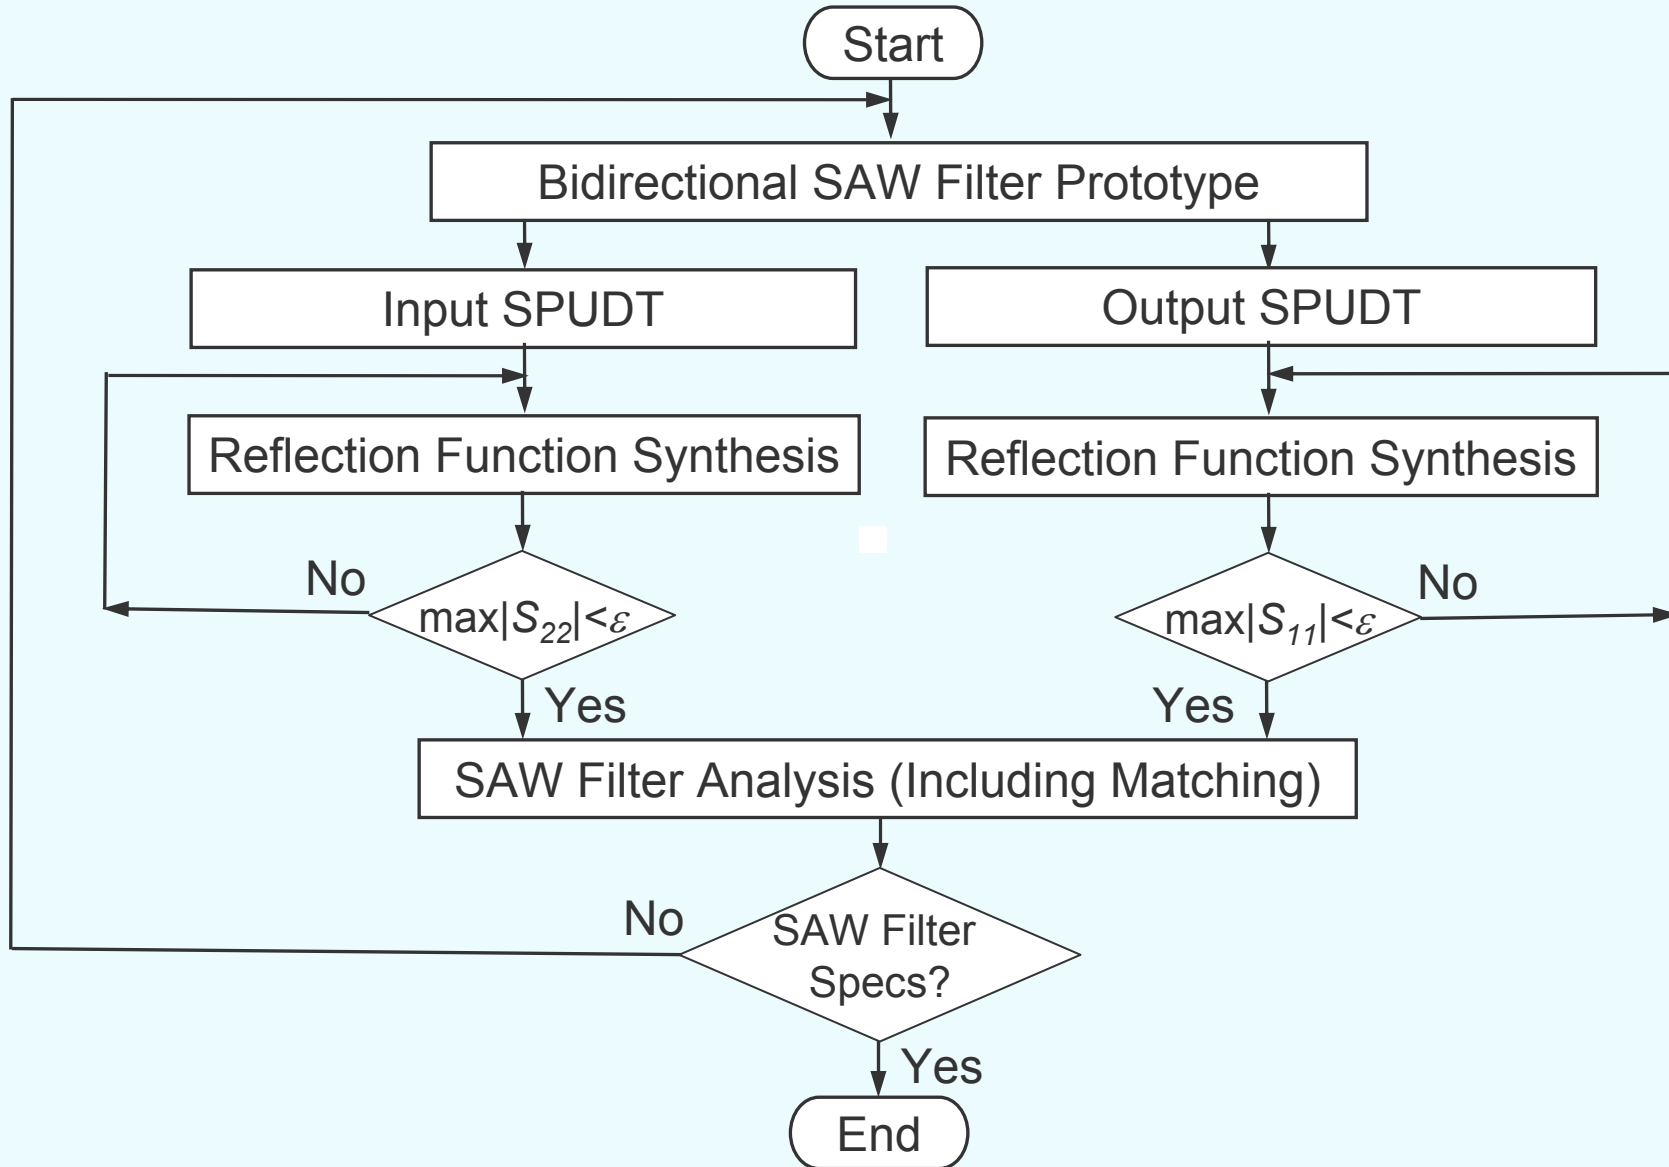 Start
Bidirectional SAW Filter Prototype
Input SPUDT
Output SPUDT
Reflection Function Synthesis
Reflection Function Synthesis
No
max|S22|<ε
No
max|S11|<ε
Yes
Yes
SAW Filter Analysis (Including Matching)
No
SAW Filter
Specs?
Yes
End